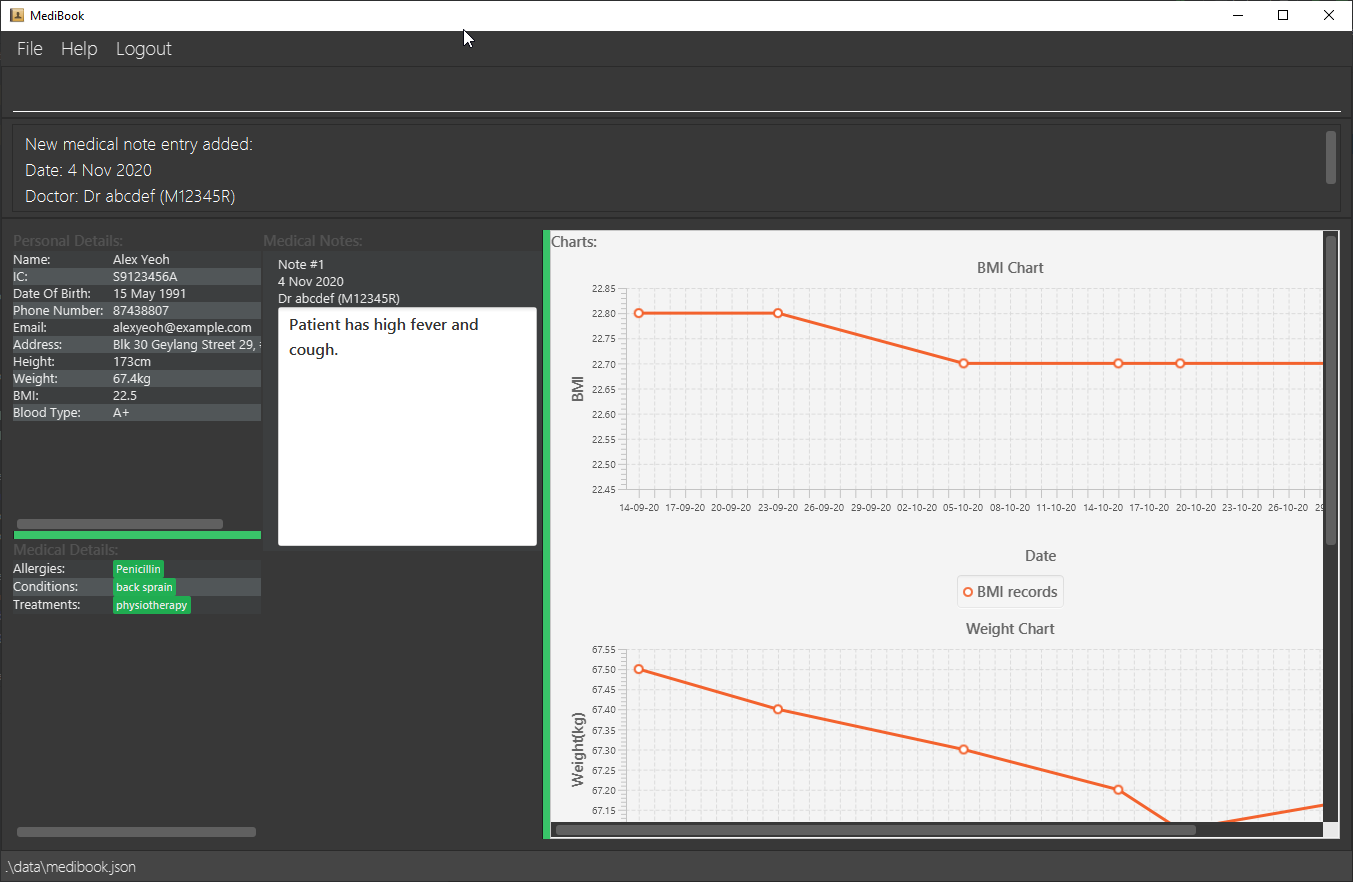 MediBook
File Help Logout
New medical note entry added:
Date: 4 Nov 2020
Doctor: Dr abcdef (M12345R)
Personal Details:
Name: Alex Yeoh
IC: S9123456A
Date Of Birth: 15 May 1991
Phone Number: 87438807
Email: alexyeoh@example.com
Address: Blk 30 Geylang Street 29,
Height: 173cm
Weight: 67.4kg
BMI: 22.5
Blood Type: A+
Medical Details:
Allergies: Penicillin
Conditions: back sprain
Treatments: physiotherapy
Medical Notes:
Note #1
4 Nov 2020
Dr abcdef (M12345R)
Patient has high fever and
cough.
Charts:
BMI Chart
22.85
22.80
22.75
22.70
22.65
22.60
22.55
22.50
22.45
BMI
14-09-20 17-09-20 20-09-20 23-09-20 26-09-20 29-09-20 02-10-20 05-10-20 08-10-20 11-10-20 14-10-20 17-10-20 20-10-20 23-10-20 26-10-20 29
Date
BMI records
Weight Chart
67.55
67.50
67.45
67.40
67.35
67.30
67.25
67.20
67.15
Weight(kg)
.\data\medibook.json